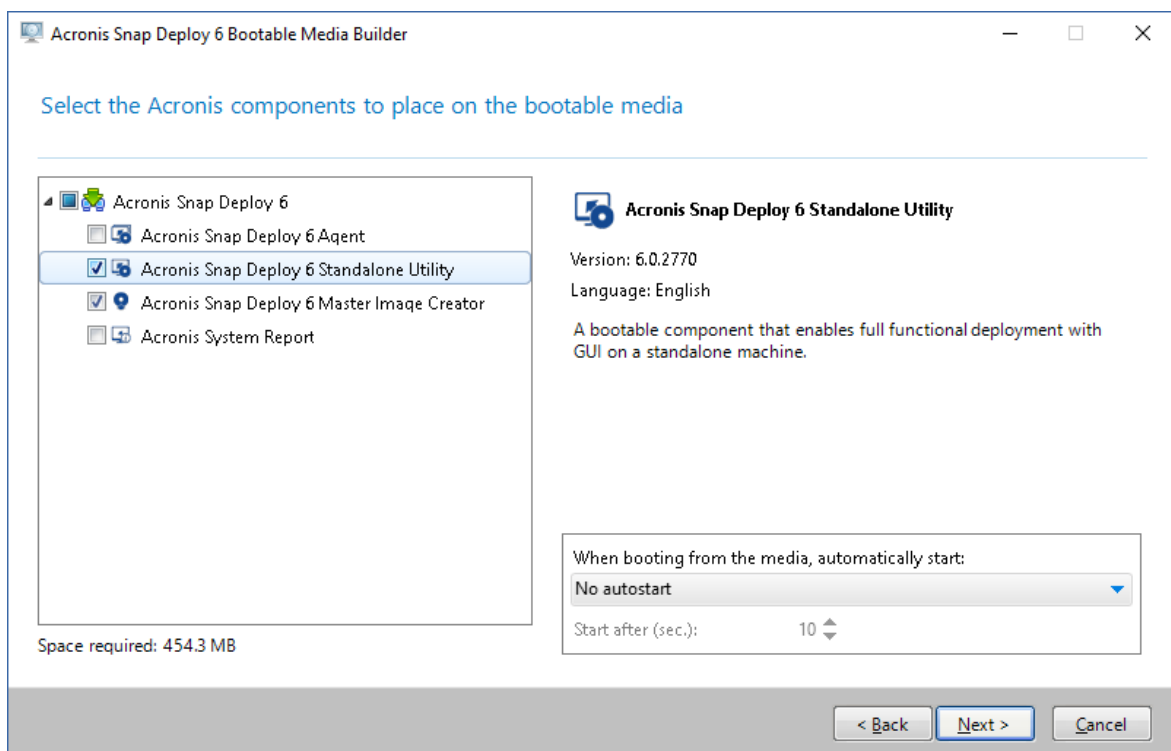 Acronis Snap Deploy 6 Bootable Media Builder
Select the Acronis components to place on the bootable media
Acronis Snap Deploy 6
Acronis Snap Deploy 6 Agent
Acronis Snap Deploy 6 Standalone Utility
Acronis Snap Deploy 6 Master Image Creator
Acronis System Report
Space required: 454.3 MB
Acronis Snap Deploy 6 Standalone Utility
Version: 6.0.2770
Language: English
A bootable component that enables full functional deployment with
GUI on a standalone machine.
When booting from the media, automatically start:
No autostart
Start after (sec.): 10
< Back Next > Cancel